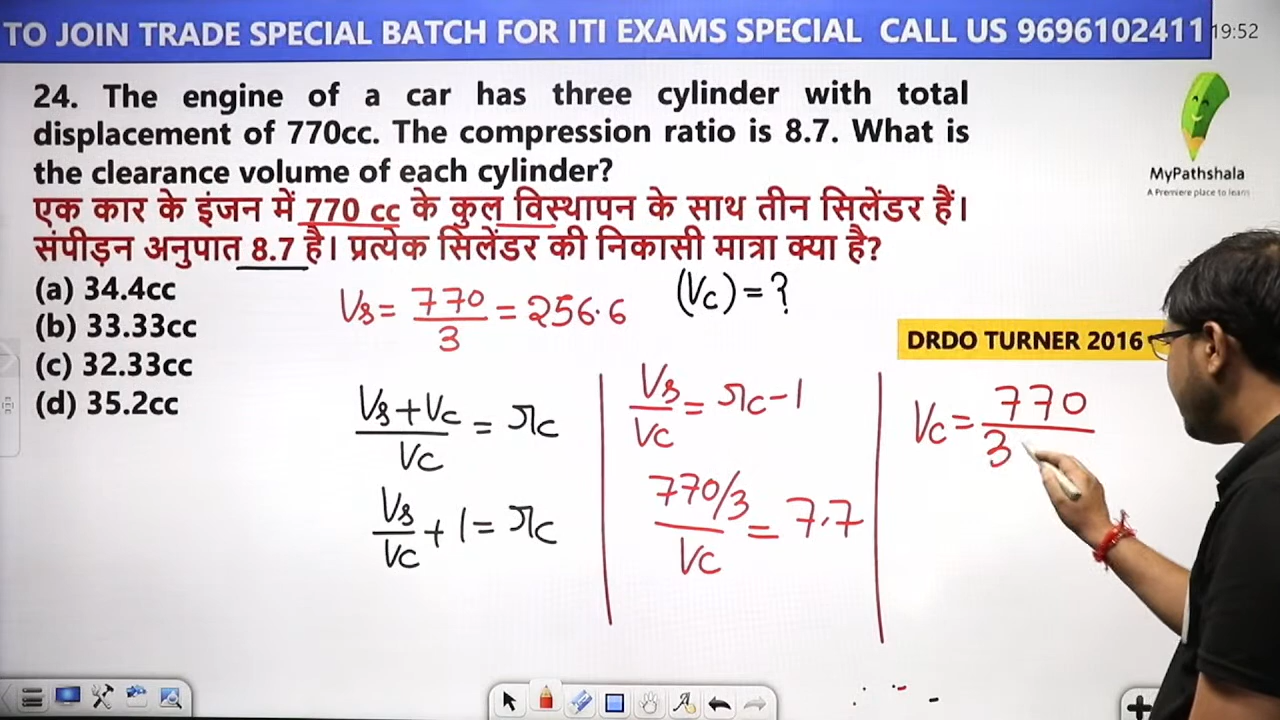 TO JOIN TRADE SPECIAL BATCH FOR ITI EXAMS SPECIAL CALL US 9696102411
19:52
24. The engine of a car has three cylinder with total
displacement of 770cc. The compression ratio is 8.7. What is
the clearance volume of each cylinder?
एक कार के इंजन में 770 cc के कुल विस्थापन के साथ तीन सिलेंडर हैं।
संपीड़न अनुपात 8.7 है। प्रत्येक सिलेंडर की निकासी मात्रा क्या है?
(a) 34.4cc
(b) 33.33cc
(c) 32.33cc
(d) 35.2cc
MyPathshala
A Premiere place to learn
Vs = 770/3 = 256.6
(Vc) = ?
DRDO TURNER 2016
Vs+Vc/Vc = rc
Vs/Vc + 1 = rc
Vs/Vc = rc-1
770/3/Vc = 7.7
Vc = 770/3